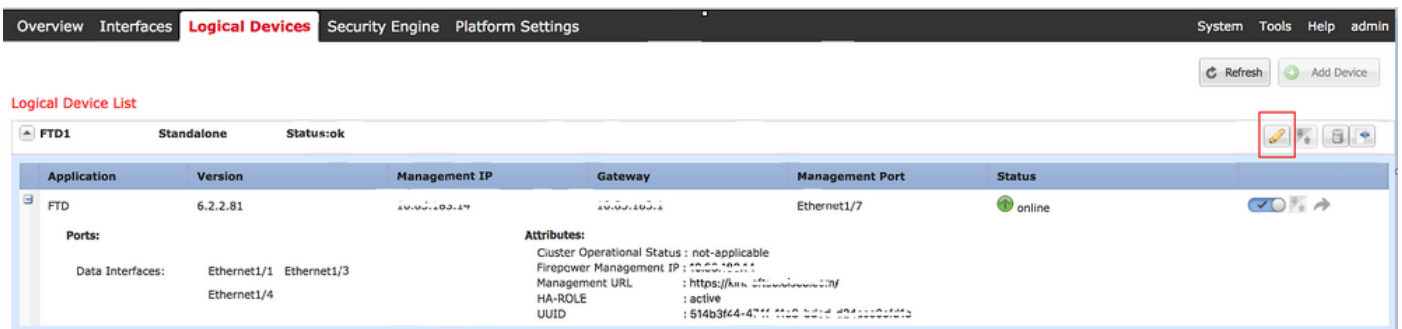 Overview Interfaces Logical Devices Security Engine Platform Settings System Tools Help admin
Refresh Add Device
Logical Device List
FTD1 Standalone Status:ok
Application Version Management IP Gateway Management Port Status
FTD 6.2.2.81 Ethernet1/7 online
Ports: Attributes:
Cluster Operational Status : not-applicable
Data Interfaces: Ethernet1/1 Ethernet1/3 Firepower Management IP :
Management URL :
Ethernet1/4 HA-ROLE : active
UUID :